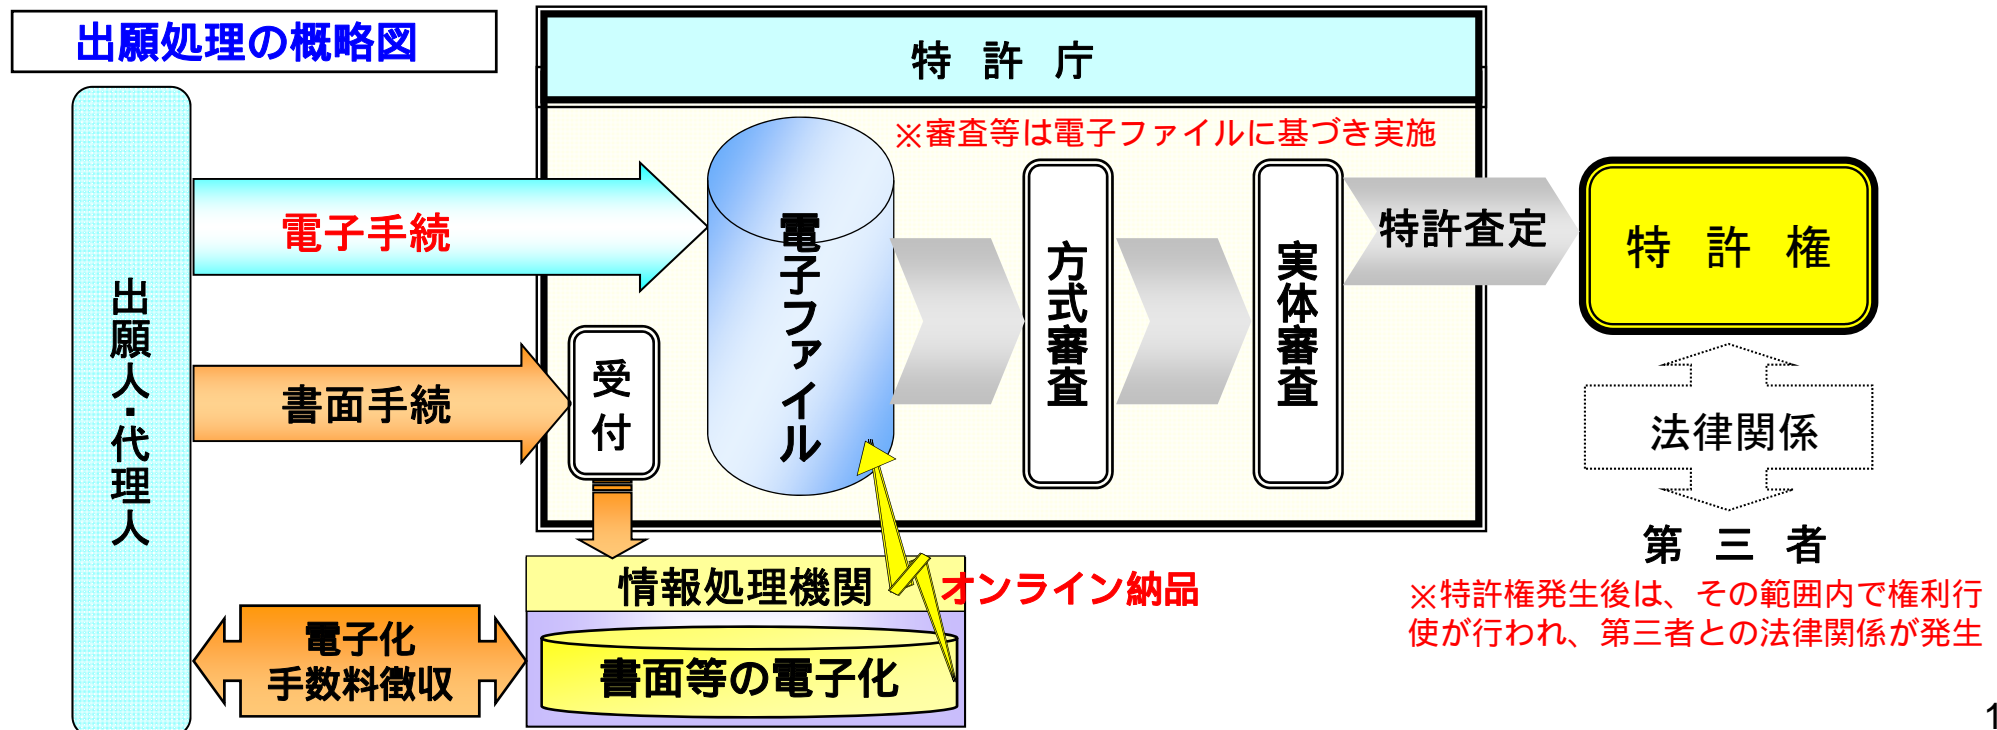 出願処理の概略図
特許庁
※審査等は電子ファイルに基づき実施
出願人・代理人
電子手続
書面手続
受付
電子ファイル
方式審査
実体審査
特許査定
特許権
法律関係
第三者
※特許権発生後は、その範囲内で権利行
使が行われ、第三者との法律関係が発生
情報処理機関
オンライン納品
書面等の電子化
電子化
手数料徴収
1